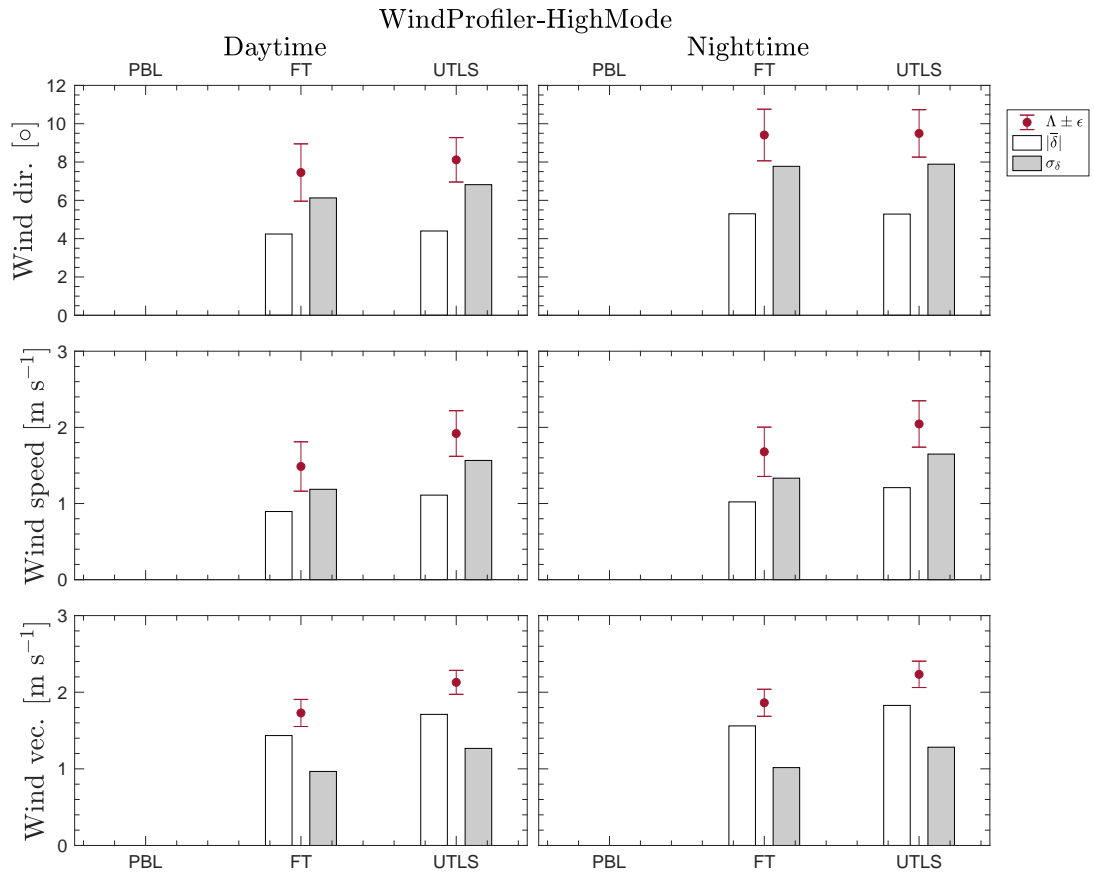 WindProfiler-HighMode
Daytime Nighttime
PBL FT UTLS PBL FT UTLS
12
10
8
6
4
2
0
Wind dir. [○]
Λ ± ϵ
|δ̅|
σ_δ
3
2
1
0
Wind speed [m s⁻¹]
3
2
1
0
Wind vec. [m s⁻¹]
PBL FT UTLS PBL FT UTLS